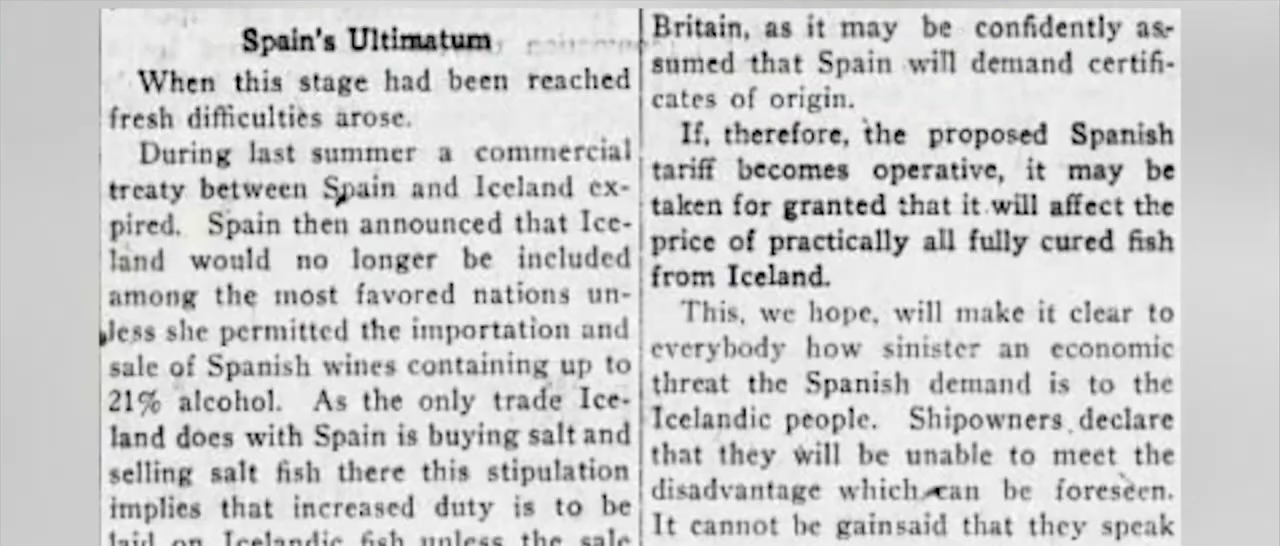 Spain's Ultimatum
When this stage had been reached
fresh difficulties arose.
During last summer a commercial
treaty between Spain and Iceland ex-
pired. Spain then announced that Ice-
land would no longer be included
among the most favored nations un-
less she permitted the importation and
sale of Spanish wines containing up to
21% alcohol. As the only trade Ice-
land does with Spain is buying salt and
selling salt fish there this stipulation
implies that increased duty is to be
laid on Icelandic fish unless the sale
Britain, as it may be confidently as-
sumed that Spain will demand certifi-
cates of origin.
If, therefore, the proposed Spanish
tariff becomes operative, it may be
taken for granted that it will affect the
price of practically all fully cured fish
from Iceland.
This, we hope, will make it clear to
everybody how sinister an economic
threat the Spanish demand is to the
Icelandic people. Shipowners declare
that they will be unable to meet the
disadvantage which can be foreseen.
It cannot be gainsaid that they speak